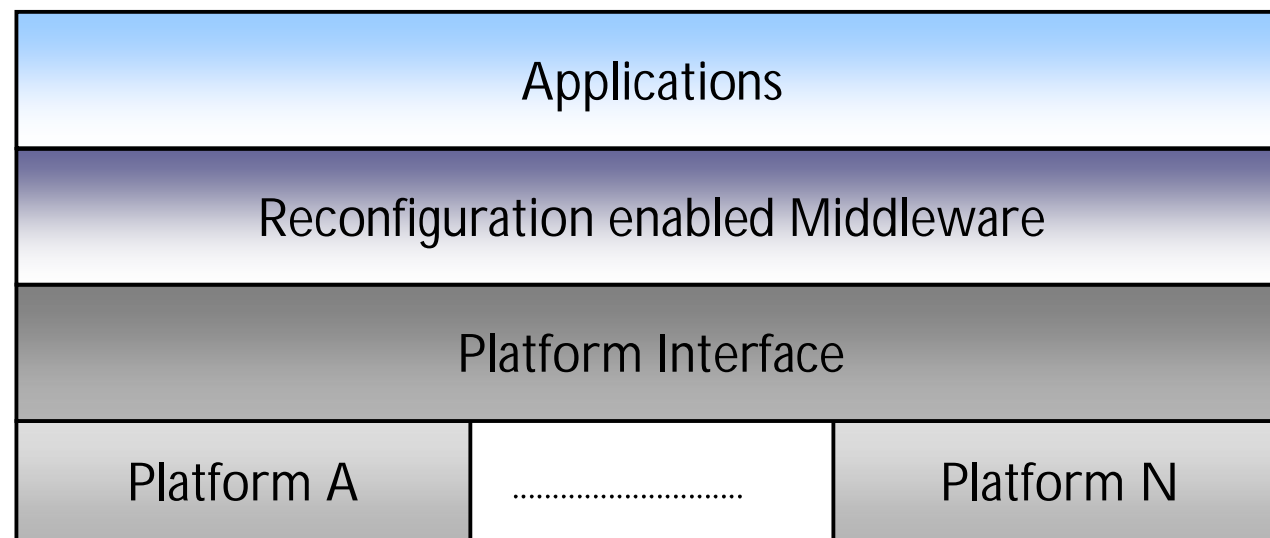 Applications
Reconfiguration enabled Middleware
Platform Interface
Platform A ............................. Platform N